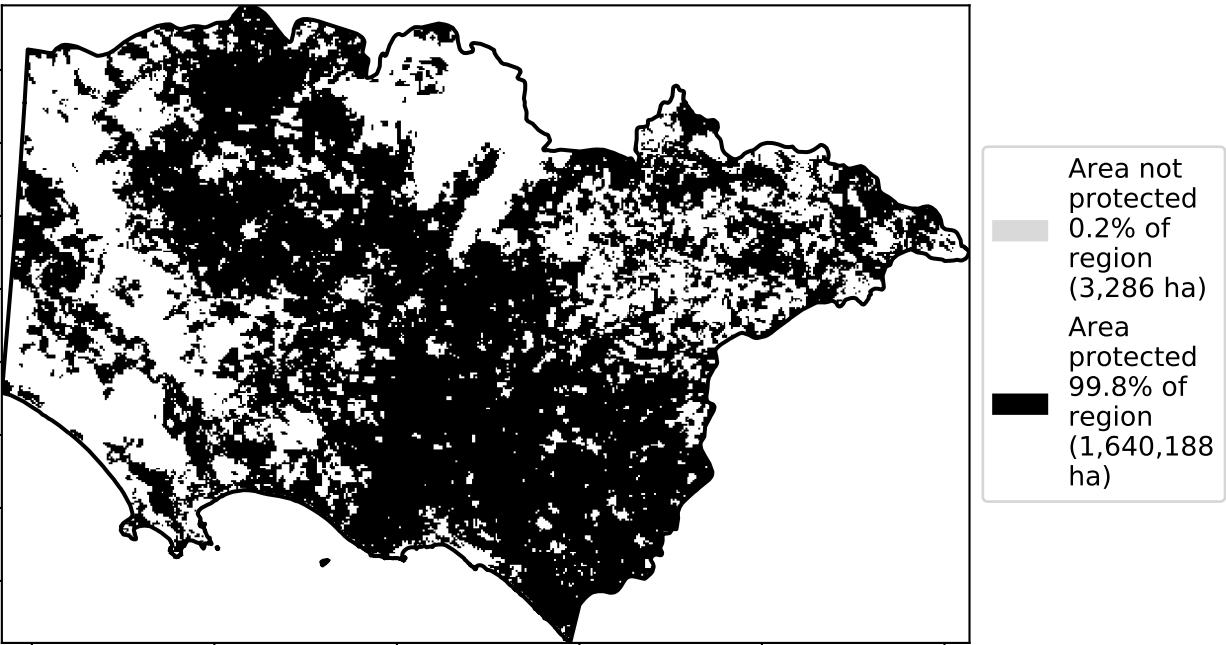 Area not
protected
0.2% of
region
(3,286 ha)
Area
protected
99.8% of
region
(1,640,188
ha)